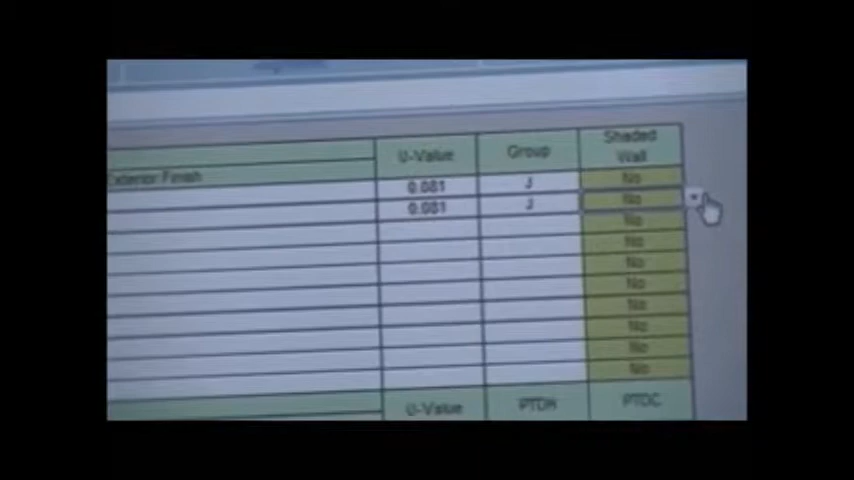 Exterior Finish U-Value Group Shaded Wall
0.081 J No
0.081 J No
No
No
No
No
No
No
No
No
U-Value PTDH PTDC